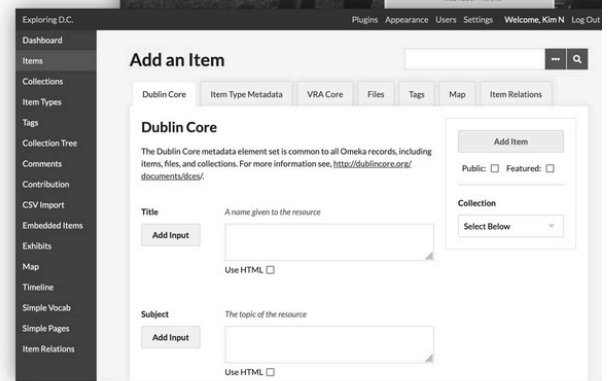 Exploring D.C.
Plugins Appearance Users Settings Welcome, Kim N Log Out
Dashboard
Items
Collections
Item Types
Tags
Collection Tree
Comments
Contribution
CSV Import
Embedded Items
Exhibits
Map
Timeline
Simple Vocab
Simple Pages
Item Relations
Add an Item
Dublin Core
Item Type Metadata
VRA Core
Files
Tags
Map
Item Relations
Dublin Core
The Dublin Core metadata element set is common to all Omeka records, including
items, files, and collections. For more information see, http://dublincore.org/
documents/dces/.
Title
A name given to the resource
Add Input
Use HTML
Subject
The topic of the resource
Add Input
Use HTML
Add Item
Public:
Featured:
Collection
Select Below